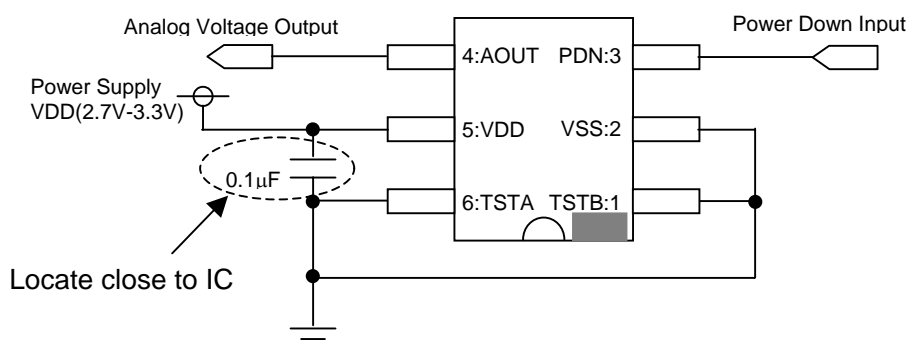 Analog Voltage Output
Power Down Input
4:AOUT PDN:3
Power Supply
VDD(2.7V-3.3V)
5:VDD VSS:2
0.1μF
6:TSTA TSTB:1
Locate close to IC